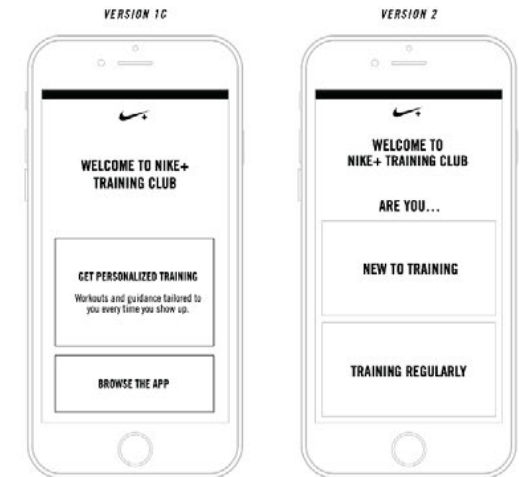 VERSION 1C
WELCOME TO NIKE+
TRAINING CLUB
GET PERSONALIZED TRAINING
Workouts and guidance tailored to
you every time you show up.
BROWSE THE APP
VERSION 2
WELCOME TO
NIKE+ TRAINING CLUB
ARE YOU...
NEW TO TRAINING
TRAINING REGULARLY